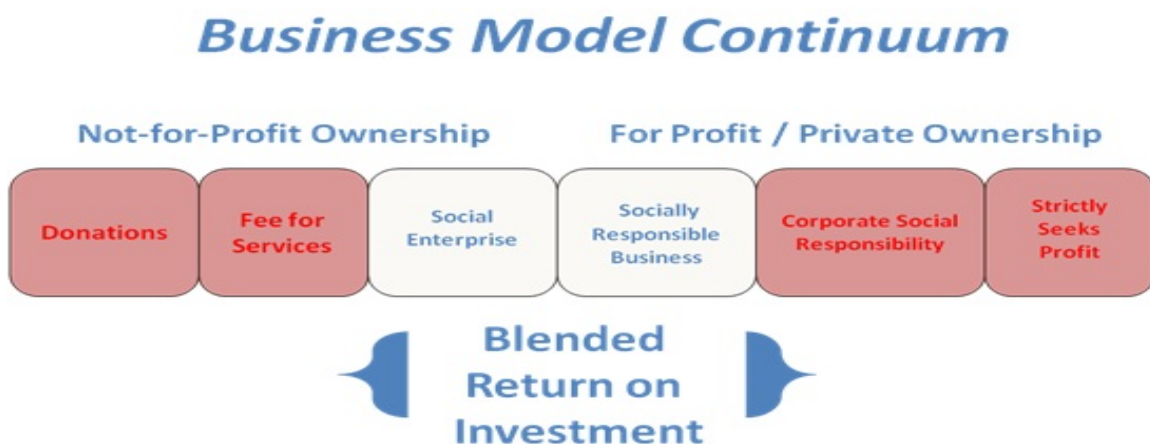 Business Model Continuum
Not-for-Profit Ownership
For Profit / Private Ownership
Donations
Fee for
Services
Social
Enterprise
Socially
Responsible
Business
Corporate Social
Responsibility
Strictly
Seeks
Profit
Blended
Return on
Investment